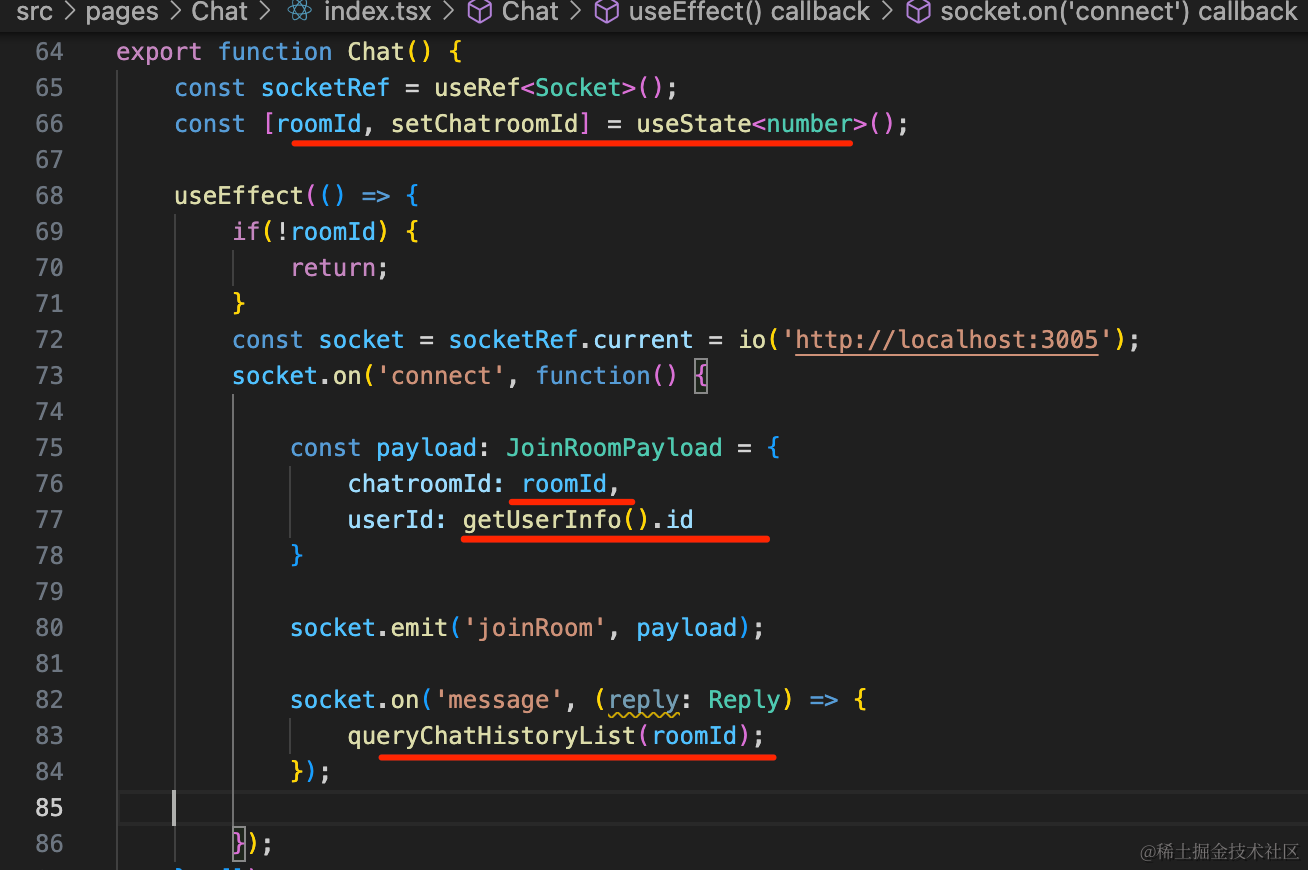 src > pages > Chat > index.tsx > Chat > useEffect() callback > socket.on('connect') callback
64 export function Chat() {
65 const socketRef = useRef<Socket>();
66 const [roomId, setChatroomId] = useState<number>();
67
68 useEffect(() => {
69 if(!roomId) {
70 return;
71 }
72 const socket = socketRef.current = io('http://localhost:3005');
73 socket.on('connect', function() {
74
75 const payload: JoinRoomPayload = {
76 chatroomId: roomId,
77 userId: getUserInfo().id
78 }
79
80 socket.emit('joinRoom', payload);
81
82 socket.on('message', (reply: Reply) => {
83 queryChatHistoryList(roomId);
84 });
85
86 });
@稀土掘金技术社区